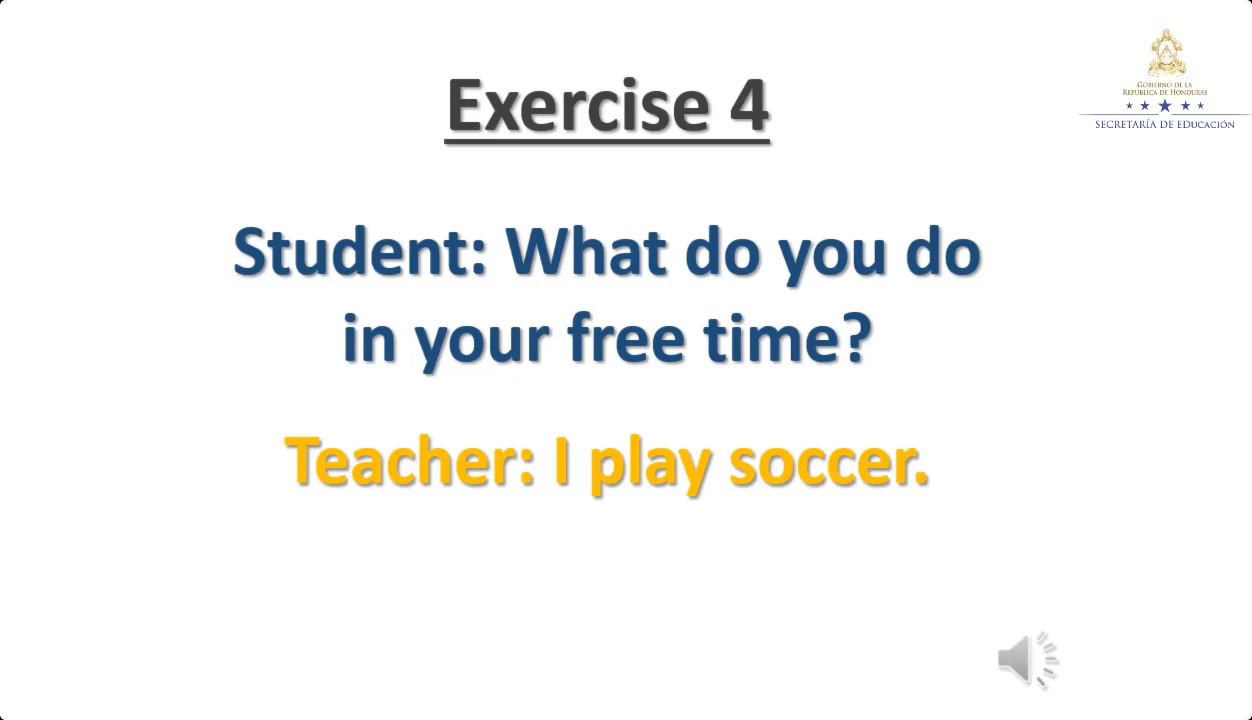 Exercise 4
GOBIERNO DE LA
REPÚBLICA DE HONDURAS
SECRETARÍA DE EDUCACIÓN
Student: What do you do
in your free time?
Teacher: I play soccer.